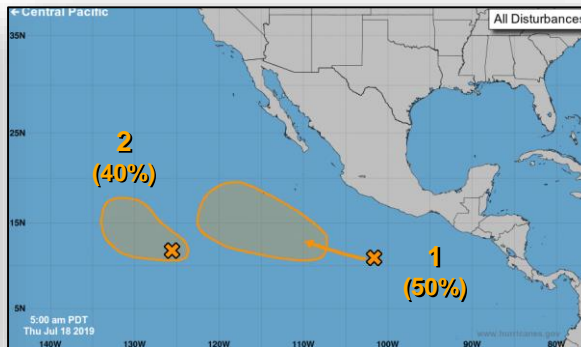 ← Central Pacific
All Disturbances
35N
25N
15N
5N
2
(40%)
1
(50%)
5:00 am PDT
Thu Jul 18 2019
www.hurricanes.gov
140W
130W
120W
110W
100W
90W
80W